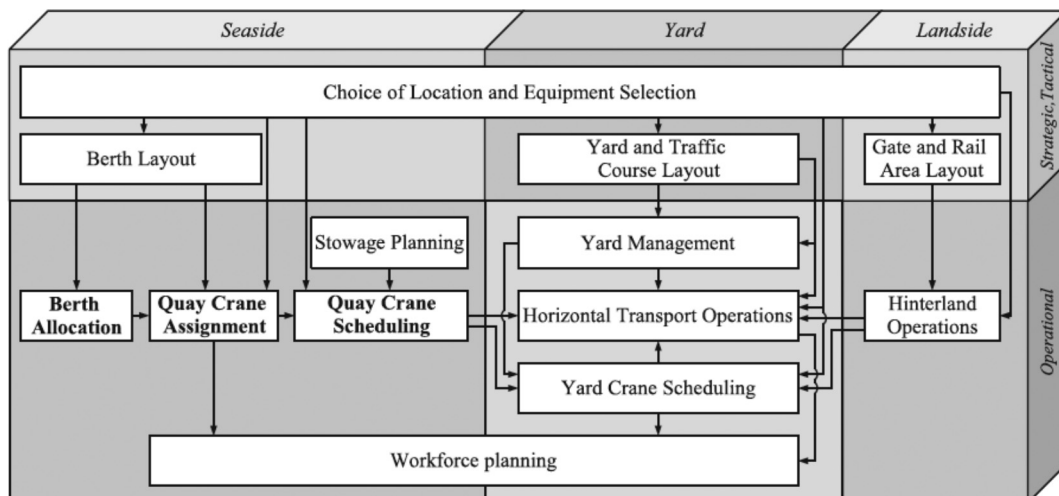 Seaside
Yard
Landside
Strategic,Tactical
Choice of Location and Equipment Selection
Berth Layout
Yard and Traffic
Course Layout
Gate and Rail
Area Layout
Operational
Stowage Planning
Yard Management
Berth
Allocation
Quay Crane
Assignment
Quay Crane
Scheduling
Horizontal Transport Operations
Hinterland
Operations
Yard Crane Scheduling
Workforce planning